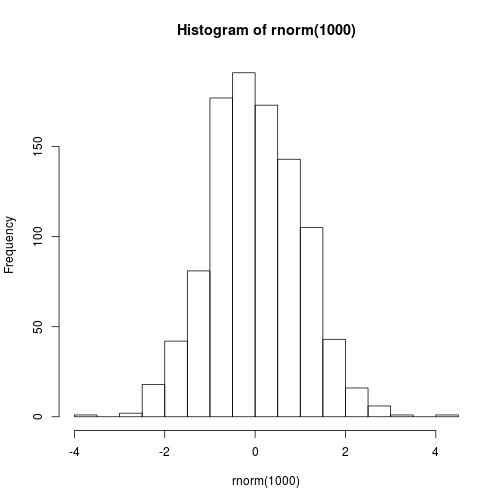 Histogram of rnorm(1000)
Frequency
150
100
50
0
-4 -2 0 2 4
rnorm(1000)